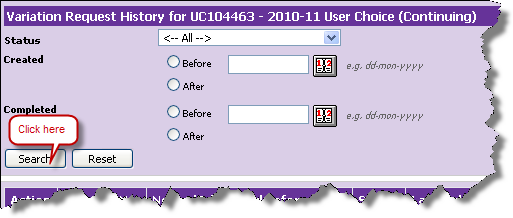 Variation Request History for UC104463 - 2010-11 User Choice (Continuing)
Status <-- All -->
Created Before e.g. dd-mon-yyyy
After
Completed Before e.g. dd-mon-yyyy
After
Click here
Search Reset